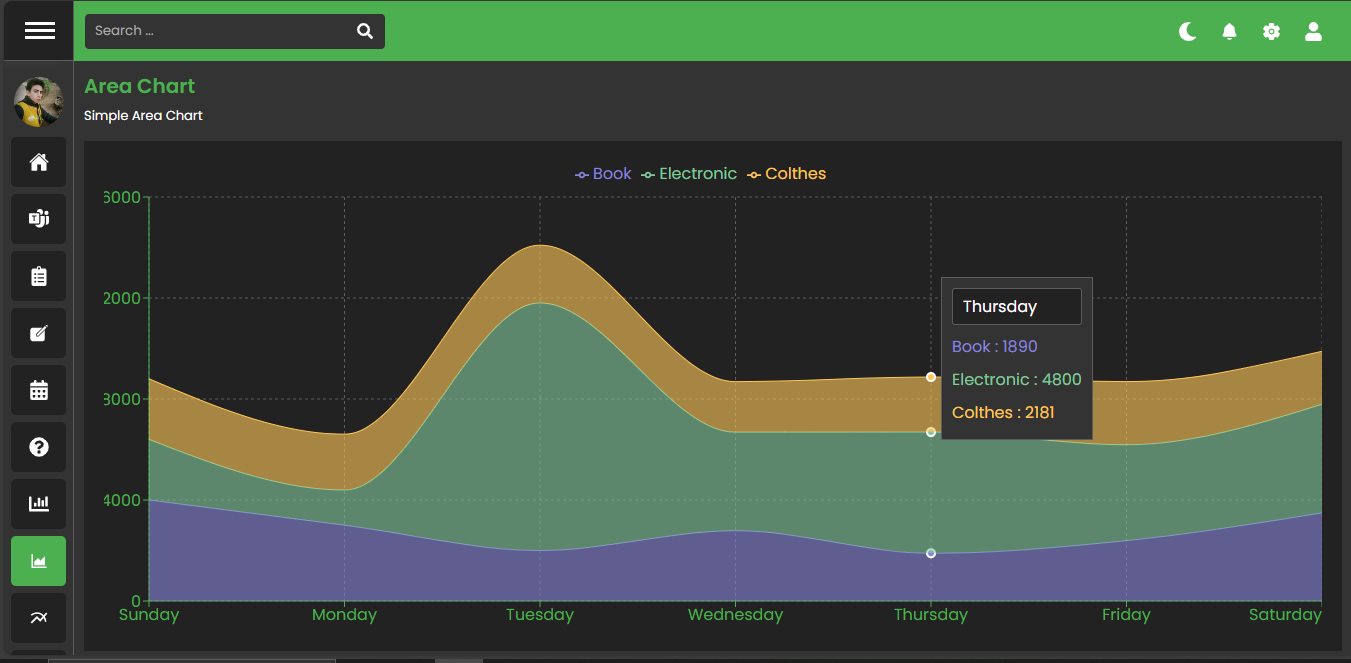 Search ...
Area Chart
Simple Area Chart
Book Electronic Colthes
6000
2000
Thursday
Book : 1890
Electronic : 4800
Colthes : 2181
8000
4000
0
Sunday Monday Tuesday Wednesday Thursday Friday Saturday